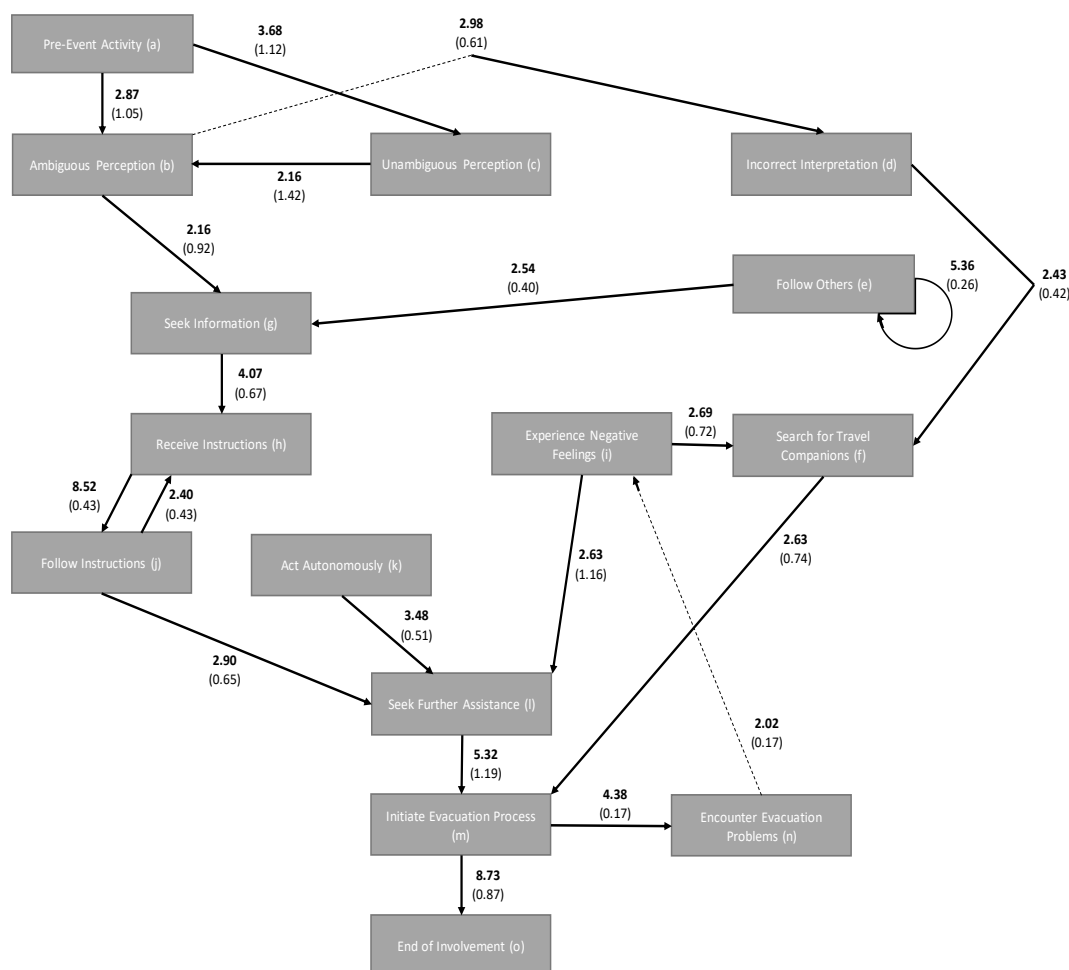 Pre-Event Activity (a)
3.68
(1.12)
2.98
(0.61)
2.87
(1.05)
Ambiguous Perception (b)
Unambiguous Perception (c)
Incorrect Interpretation (d)
2.16
(1.42)
2.16
(0.92)
2.54
(0.40)
Follow Others (e)
5.36
(0.26)
2.43
(0.42)
Seek Information (g)
4.07
(0.67)
Receive Instructions (h)
Experience Negative
Feelings (i)
2.69
(0.72)
Search for Travel
Companions (f)
8.52
(0.43)
2.40
(0.43)
Follow Instructions (j)
Act Autonomously (k)
2.63
(1.16)
2.63
(0.74)
3.48
(0.51)
2.90
(0.65)
Seek Further Assistance (l)
2.02
(0.17)
5.32
(1.19)
Initiate Evacuation Process
(m)
4.38
(0.17)
Encounter Evacuation
Problems (n)
8.73
(0.87)
End of Involvement (o)